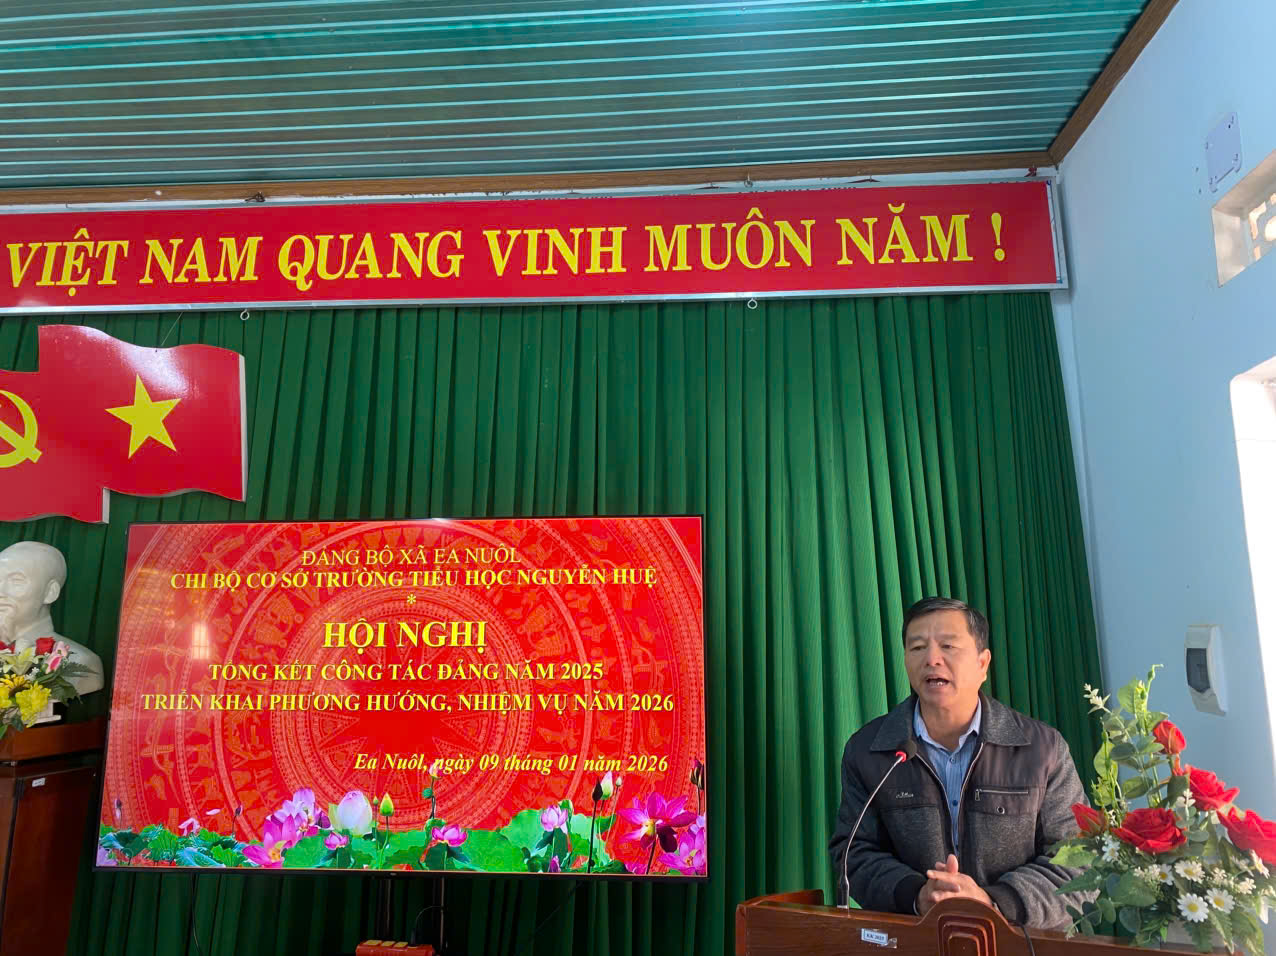 VIỆT NAM QUANG VINH MUÔN NĂM !
ĐẢNG BỘ XÃ EA NUÔL
CHI BỘ CƠ SỞ TRƯỜNG TIỂU HỌC NGUYỄN HUỆ
*
HỘI NGHỊ
TỔNG KẾT CÔNG TÁC ĐẢNG NĂM 2025
TRIỂN KHAI PHƯƠNG HƯỚNG, NHIỆM VỤ NĂM 2026
Ea Nuôl, ngày 09 tháng 01 năm 2026